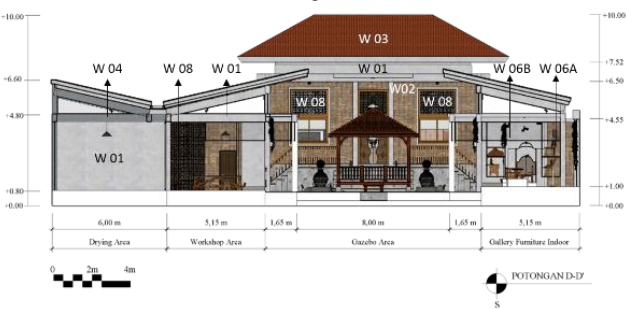 +10.00
+10.00
W 03
W 04
W 08
W 01
W 01
W 06B
W 06A
+7.52
+6.60
+6.50
W02
W 08
W 08
+4.80
+4.55
W 01
+0.80
+1.00
+0.00
+0.00
6,00 m
5,15 m
1,65 m
8,00 m
1,65 m
5,15 m
Drying Area
Workshop Area
Gazebo Area
Gallery Furniture Indoor
0
2m
4m
POTONGAN D-D'
S